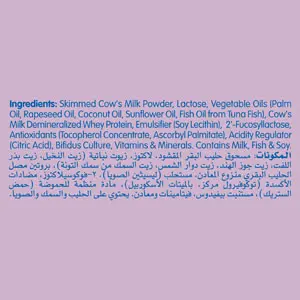 Ingredients: Skimmed Cow's Milk Powder, Lactose, Vegetable Oils (Palm
Oil, Rapeseed Oil, Coconut Oil, Sunflower Oil, Fish Oil from Tuna Fish), Cow's
Milk Demineralized Whey Protein, Emulsifier (Soy Lecithin), 2'-Fucosyllactose,
Antioxidants (Tocopherol Concentrate, Ascorbyl Palmitate), Acidity Regulator
(Citric Acid), Bifidus Culture, Vitamins & Minerals. Contains Milk, Fish & Soy.
المكونات: مسحوق حليب البقر المقشود، لاكتوز، زيوت نباتية (زيت النخيل، زيت بذر
اللفت، زيت جوز الهند، زيت دوار الشمس، زيت السمك من سمك التونة)، بروتين مصل
الحليب البقري منزوع المعادن، مستحلب (ليسيثين الصويا)، ٢-فوكوسيلاكتوز، مضادات
الأكسدة (توكوفيرول مركز، بالميتات الأسكوربيل)، مادة منظمة للحموضة (حمض
الستريك)، مستنبت بيفيدوس، فيتامينات ومعادن. يحتوي على الحليب والسمك والصويا.